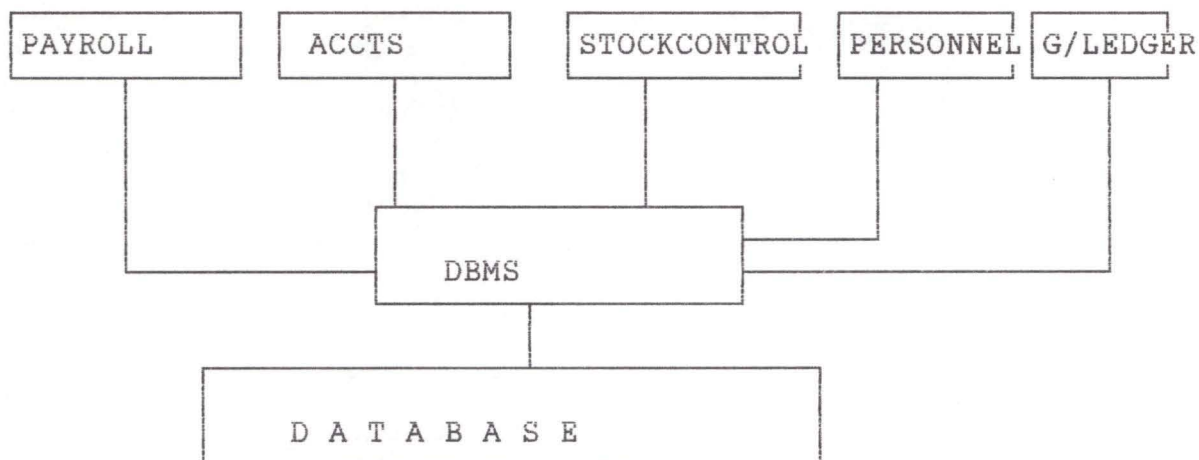 PAYROLL ACCTS STOCKCONTROL PERSONNEL G/LEDGER
DBMS
D A T A B A S E